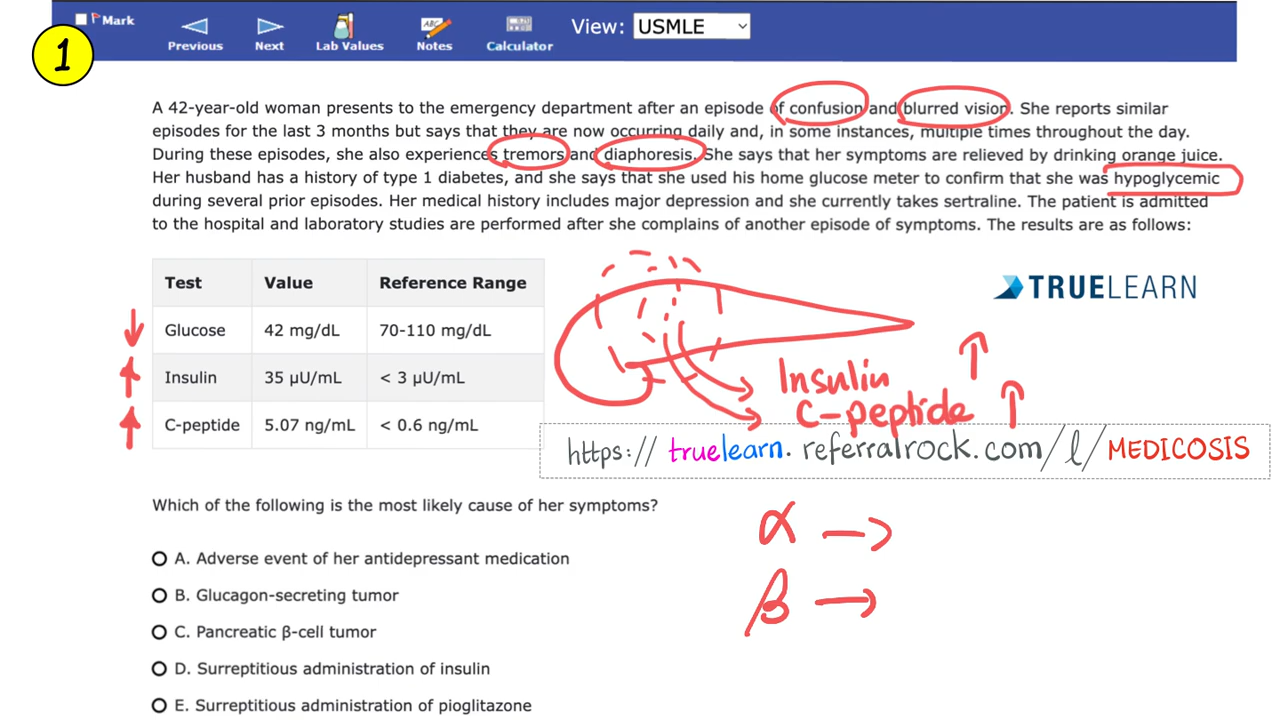 Mark
Previous
Next
Lab Values
ABC
Notes
Calculator
View: USMLE
1
A 42-year-old woman presents to the emergency department after an episode of confusion and blurred vision. She reports similar
episodes for the last 3 months but says that they are now occurring daily and, in some instances, multiple times throughout the day.
During these episodes, she also experiences tremors and diaphoresis. She says that her symptoms are relieved by drinking orange juice.
Her husband has a history of type 1 diabetes, and she says that she used his home glucose meter to confirm that she was hypoglycemic
during several prior episodes. Her medical history includes major depression and she currently takes sertraline. The patient is admitted
to the hospital and laboratory studies are performed after she complains of another episode of symptoms. The results are as follows:
Test Value Reference Range
↓ Glucose 42 mg/dL 70-110 mg/dL
↑ Insulin 35 μU/mL < 3 μU/mL
↑ C-peptide 5.07 ng/mL < 0.6 ng/mL
TRUELEARN
Insulin ↑
C-peptide ↑
https://truelearn.referralrock.com/l/MEDICOSIS
Which of the following is the most likely cause of her symptoms?
α →
β →
A. Adverse event of her antidepressant medication
B. Glucagon-secreting tumor
C. Pancreatic β-cell tumor
D. Surreptitious administration of insulin
E. Surreptitious administration of pioglitazone